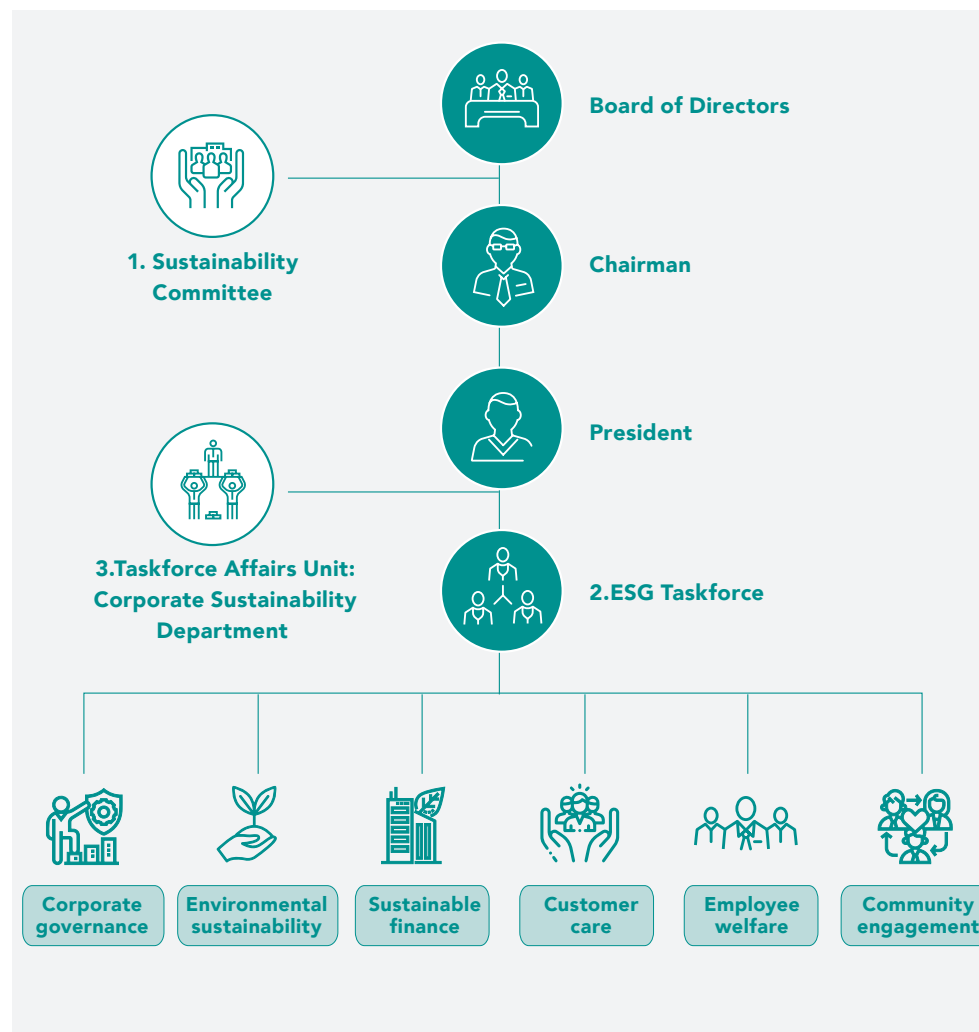 Board of Directors
1. Sustainability
Committee
Chairman
President
3.Taskforce Affairs Unit:
Corporate Sustainability
Department
2.ESG Taskforce
Corporate
governance
Environmental
sustainability
Sustainable
finance
Customer
care
Employee
welfare
Community
engagement